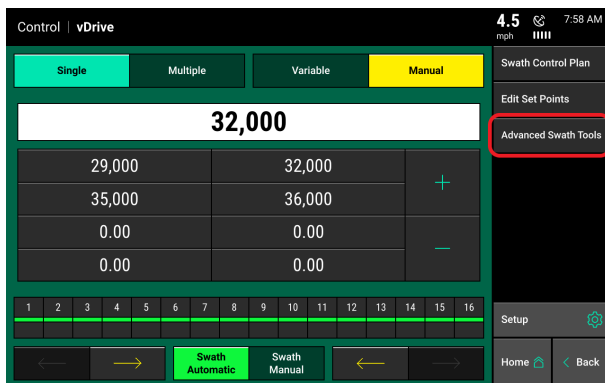 Control | vDrive
4.5 mph
7:58 AM
Single
Multiple
Variable
Manual
Swath Control Plan
Edit Set Points
Advanced Swath Tools
32,000
29,000 32,000
35,000 36,000
0.00 0.00
0.00 0.00
+
−
1 2 3 4 5 6 7 8 9 10 11 12 13 14 15 16
Setup
Swath
Automatic
Swath
Manual
Home
< Back